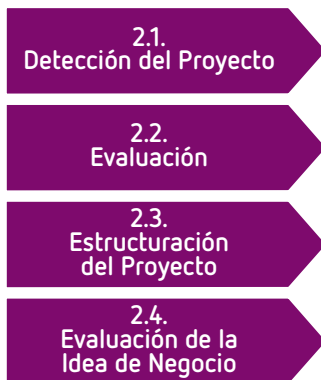 2.1.
Detección del Proyecto
2.2.
Evaluación
2.3.
Estructuración
del Proyecto
2.4.
Evaluación de la
Idea de Negocio